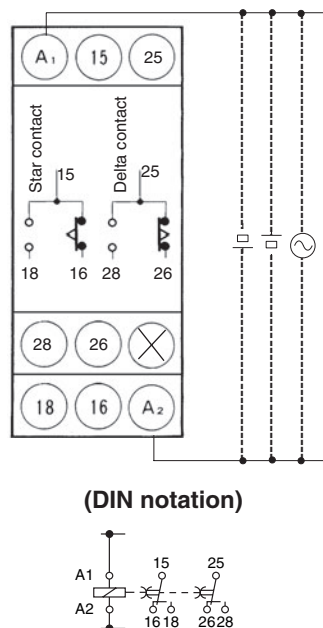 A1 15 25
Star contact
15
Delta contact
25
18 16 28 26
28 26
18 16 A2
(DIN notation)
15 25
A1
A2
16 18 26 28